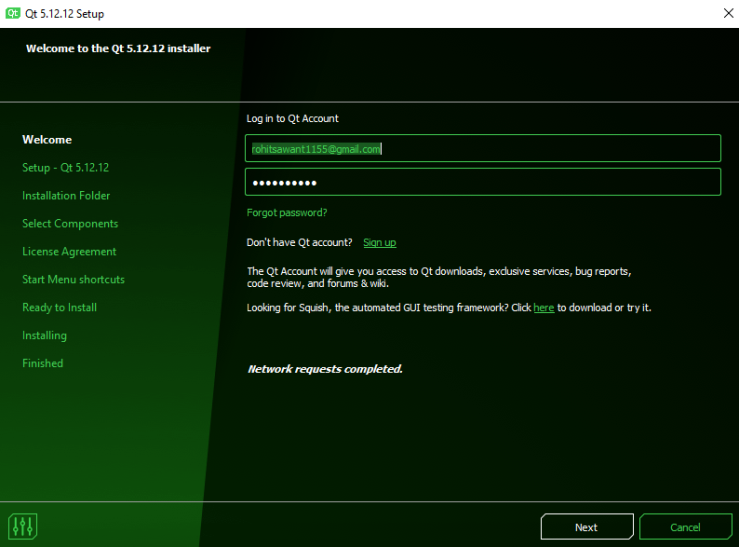 Qt Qt 5.12.12 Setup
Welcome to the Qt 5.12.12 installer
Welcome
Setup - Qt 5.12.12
Installation Folder
Select Components
License Agreement
Start Menu shortcuts
Ready to Install
Installing
Finished
Log in to Qt Account
rohitsawant1155@gmail.com
●●●●●●●●●●
Forgot password?
Don't have Qt account? Sign up
The Qt Account will give you access to Qt downloads, exclusive services, bug reports,
code review, and forums & wiki.
Looking for Squish, the automated GUI testing framework? Click here to download or try it.
Network requests completed.
Next
Cancel